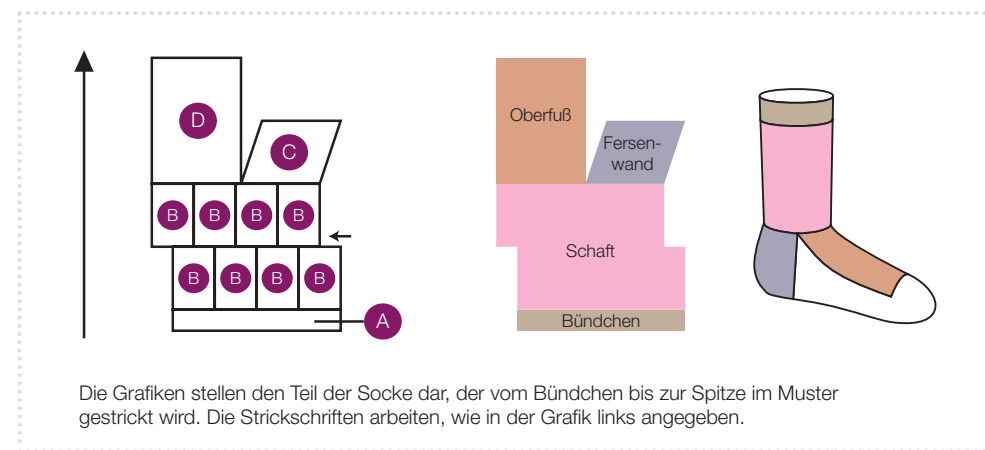 D
C
B B B B
B B B B
A
Oberfuß
Fersen-
wand
Schaft
Bündchen
Die Grafiken stellen den Teil der Socke dar, der vom Bündchen bis zur Spitze im Muster
gestrickt wird. Die Strickschriften arbeiten, wie in der Grafik links angegeben.